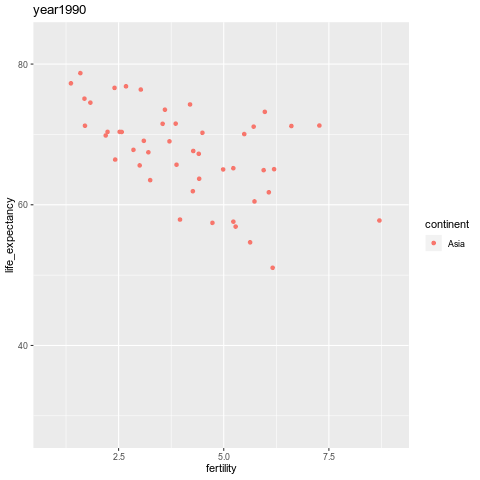 year1990
80
60
40
life_expectancy
2.5
5.0
7.5
fertility
continent
Asia